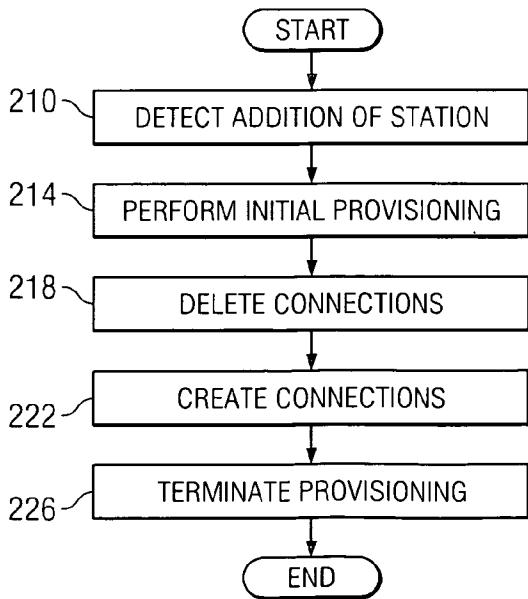 START
210
DETECT ADDITION OF STATION
214
PERFORM INITIAL PROVISIONING
218
DELETE CONNECTIONS
222
CREATE CONNECTIONS
226
TERMINATE PROVISIONING
END